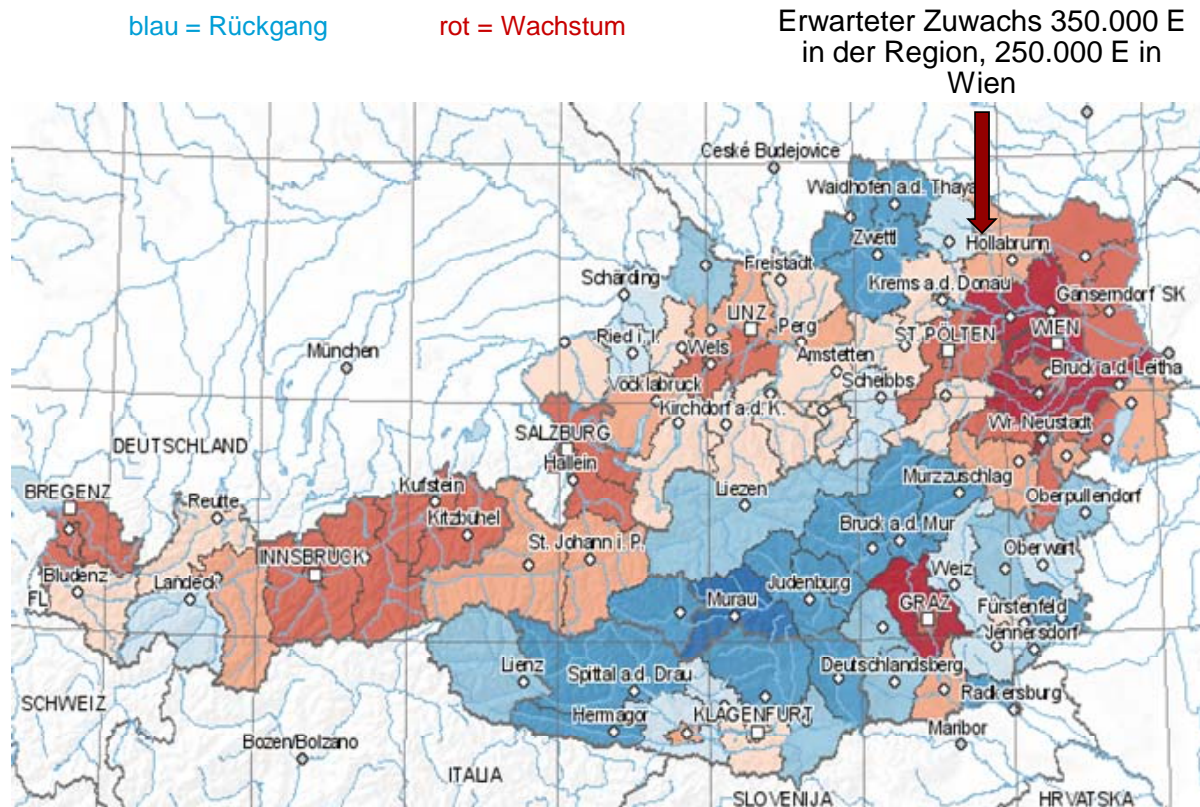 blau = Rückgang
rot = Wachstum
Erwarteter Zuwachs 350.000 E
in der Region, 250.000 E in
Wien
České Budejovice
Waidhofen a.d. Thaya
Zwettl
Hollabrunn
Schärding
Freistadt
Krems a.d. Donau
Gänserndorf SK
LINZ
Perg
ST. PÖLTEN
WIEN
Ried i. I.
Wels
München
Amstetten
Bruck a.d. Leitha
Vöcklabruck
Scheibbs
Kirchdorf a.d. K.
Wr. Neustadt
SALZBURG
DEUTSCHLAND
Hallein
Mürzzuschlag
Kufstein
Liezen
BREGENZ
Reutte
Oberpullendorf
Kitzbühel
Bruck a.d. Mur
St. Johann i. P.
INNSBRUCK
Oberwart
Bludenz
Landeck
Weiz
Judenburg
FL
Murau
GRAZ
Fürstenfeld
Jennersdorf
Lienz
Spittal a.d. Drau
Deutschlandsberg
Radkersburg
SCHWEIZ
Hermagor
KLAGENFURT
Maribor
Bozen/Bolzano
ITALIA
SLOVENIJA
HRVATSKA